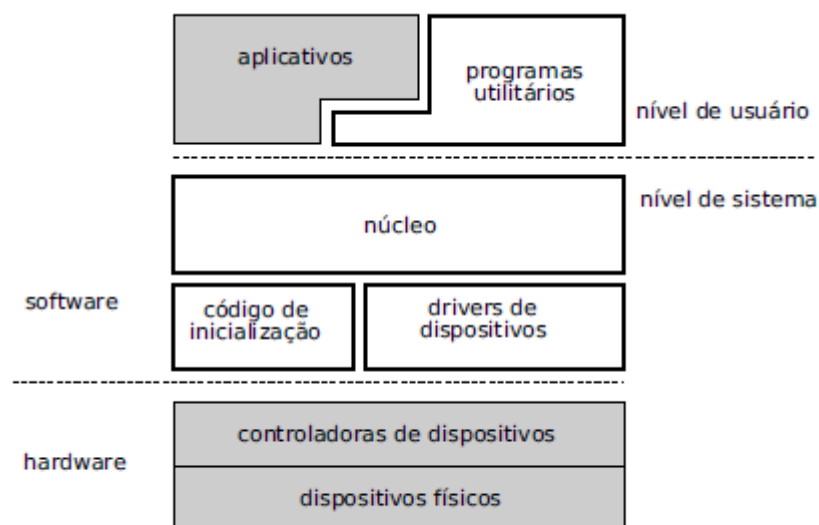 aplicativos
programas
utilitários
nível de usuário
nível de sistema
núcleo
software
código de
inicialização
drivers de
dispositivos
controladoras de dispositivos
hardware
dispositivos físicos